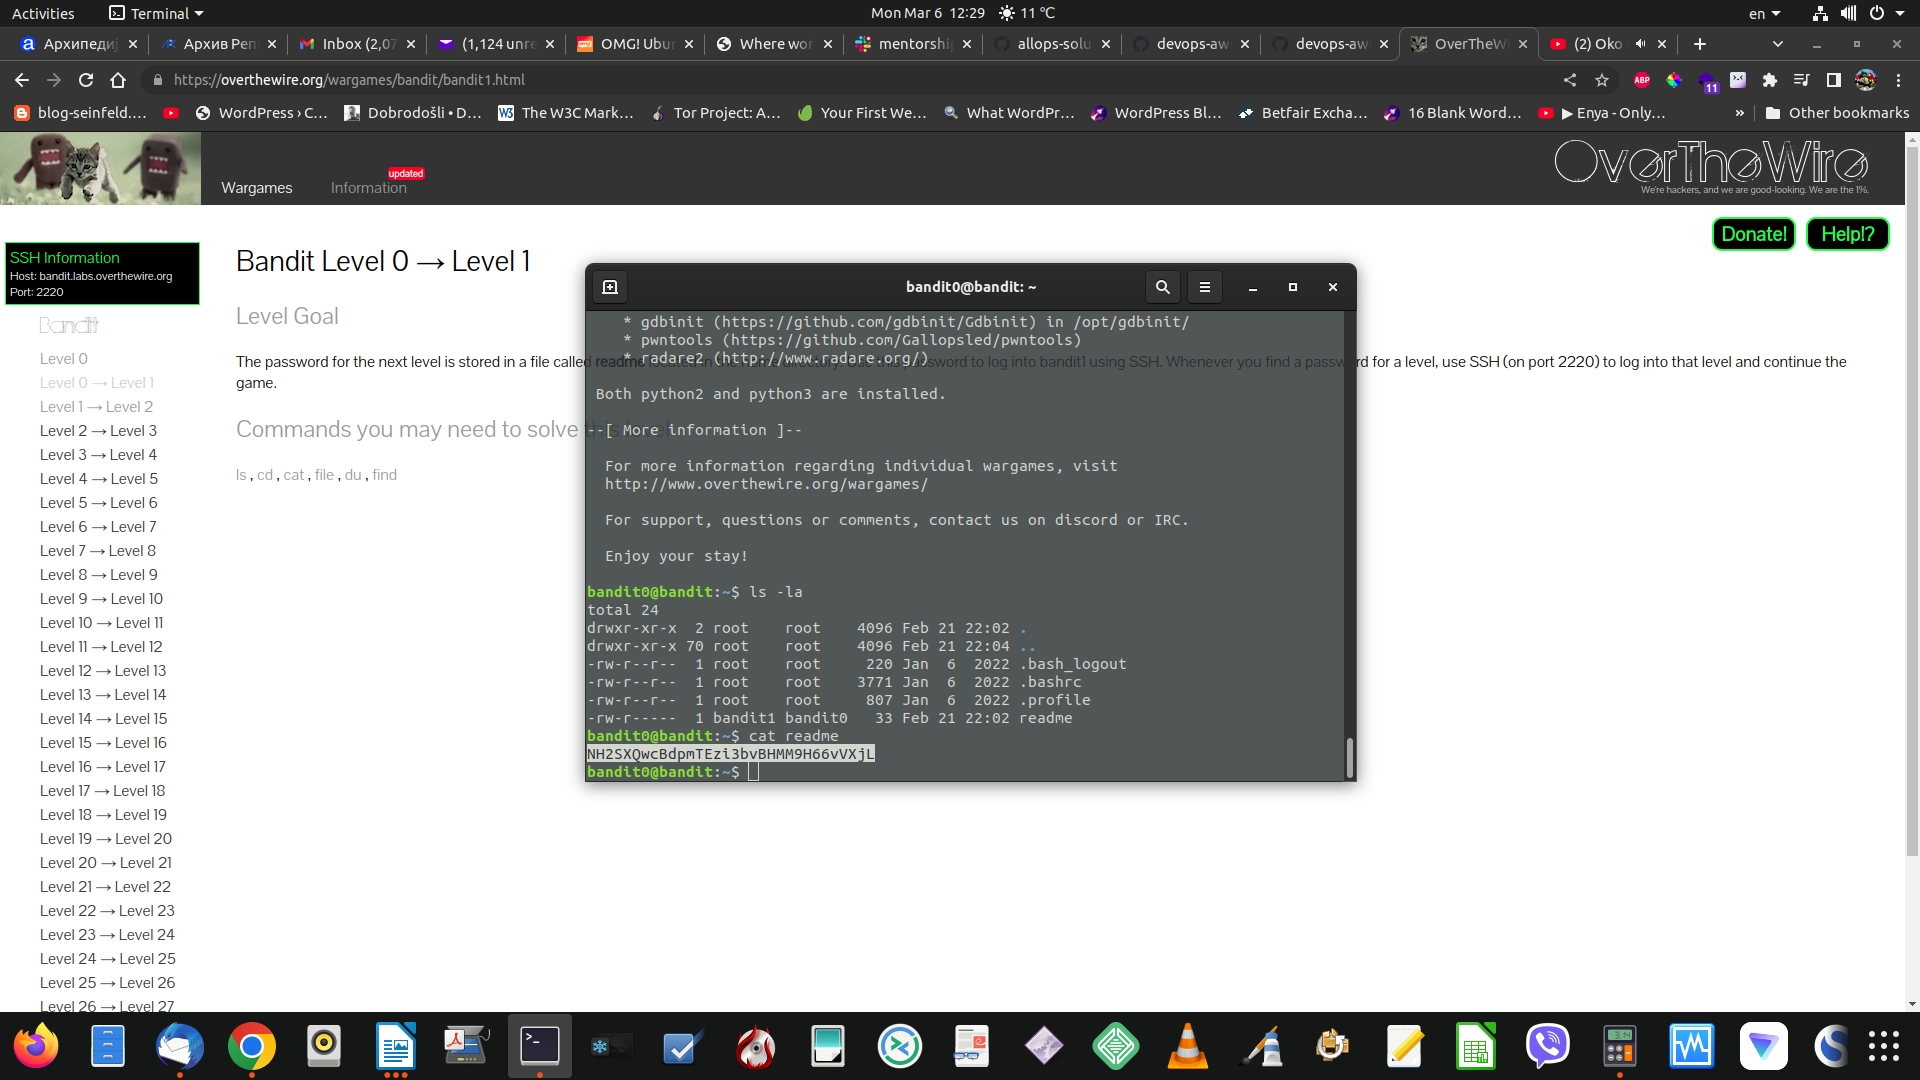 Activities
Terminal
Mon Mar 6 12:29
11 °C
en
Архипеди
Архив Реп
Inbox (2,07
(1,124 unre
OMG! Ubun
Where wor
mentorshi
allops-solu
devops-aw
devops-aw
OverTheWi
(2) Oko
https://overthewire.org/wargames/bandit/bandit1.html
ABP
11
blog-seinfeld....
WordPress › C...
Dobrodošli • D...
The W3C Mark...
Tor Project: A...
Your First We...
What WordPr...
WordPress Bl...
Betfair Excha...
16 Blank Word...
▶ Enya - Only...
»
Other bookmarks
Wargames
Information
updated
OverTheWire
We're hackers, and we are good-looking. We are the 1%.
Donate!
Help!?
SSH Information
Host: bandit.labs.overthewire.org
Port: 2220
Bandit
Level 0
Level 0 → Level 1
Level 1 → Level 2
Level 2 → Level 3
Level 3 → Level 4
Level 4 → Level 5
Level 5 → Level 6
Level 6 → Level 7
Level 7 → Level 8
Level 8 → Level 9
Level 9 → Level 10
Level 10 → Level 11
Level 11 → Level 12
Level 12 → Level 13
Level 13 → Level 14
Level 14 → Level 15
Level 15 → Level 16
Level 16 → Level 17
Level 17 → Level 18
Level 18 → Level 19
Level 19 → Level 20
Level 20 → Level 21
Level 21 → Level 22
Level 22 → Level 23
Level 23 → Level 24
Level 24 → Level 25
Level 25 → Level 26
Level 26 → Level 27
Bandit Level 0 → Level 1
Level Goal
The password for the next level is stored in a file called readme located in the home directory. Use this password to log into bandit1 using SSH. Whenever you find a password for a level, use SSH (on port 2220) to log into that level and continue the
game.
Commands you may need to solve this level
ls , cd , cat , file , du , find
bandit0@bandit: ~
* gdbinit (https://github.com/gdbinit/Gdbinit) in /opt/gdbinit/
* pwntools (https://github.com/Gallopsled/pwntools)
* radare2 (http://www.radare.org/)
Both python2 and python3 are installed.
--[ More information ]--
For more information regarding individual wargames, visit
http://www.overthewire.org/wargames/
For support, questions or comments, contact us on discord or IRC.
Enjoy your stay!
bandit0@bandit:~$ ls -la
total 24
drwxr-xr-x  2 root    root    4096 Feb 21 22:02 .
drwxr-xr-x 70 root    root    4096 Feb 21 22:04 ..
-rw-r--r--  1 root    root     220 Jan  6  2022 .bash_logout
-rw-r--r--  1 root    root    3771 Jan  6  2022 .bashrc
-rw-r--r--  1 root    root     807 Jan  6  2022 .profile
-rw-r-----  1 bandit1 bandit0   33 Feb 21 22:02 readme
bandit0@bandit:~$ cat readme
NH2SXQwcBdpmTEzi3bvBHMM9H66vVXjL
bandit0@bandit:~$